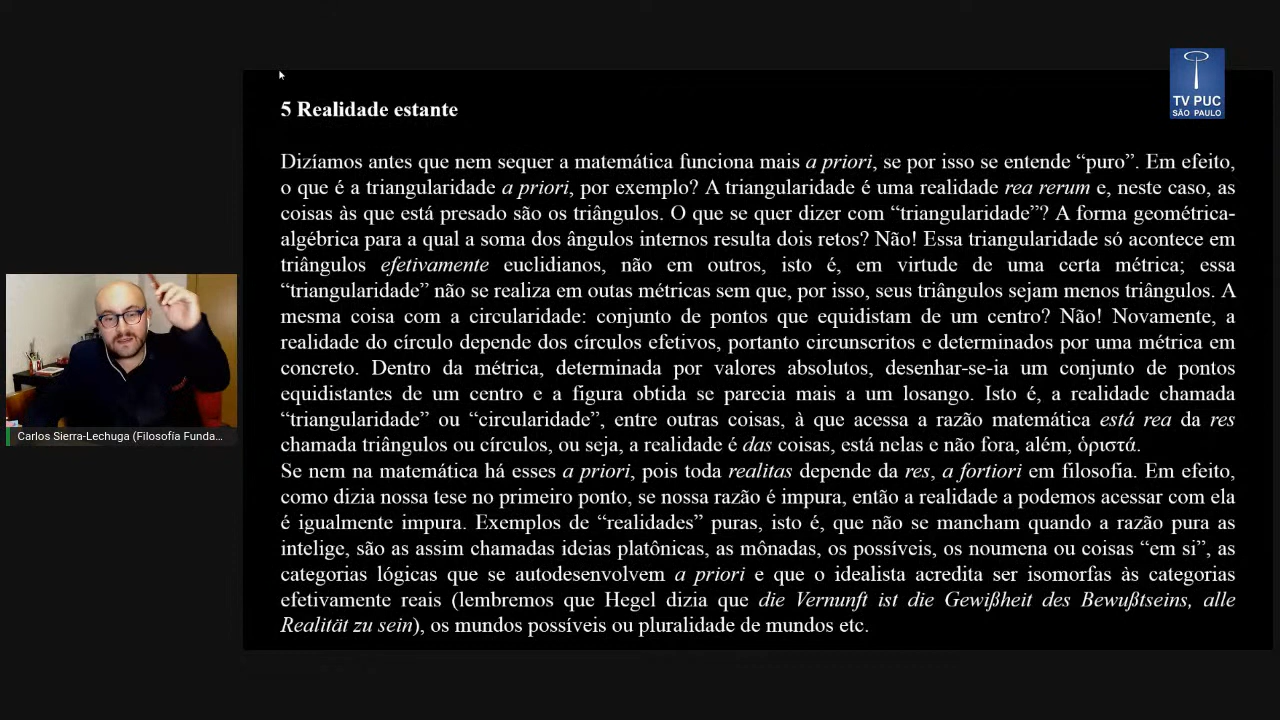 TV PUC
SÃO PAULO
5 Realidade estante
Dizíamos antes que nem sequer a matemática funciona mais a priori, se por isso se entende “puro”. Em efeito,
o que é a triangularidade a priori, por exemplo? A triangularidade é uma realidade rea rerum e, neste caso, as
coisas às que está presado são os triângulos. O que se quer dizer com “triangularidade”? A forma geométrica-
algébrica para a qual a soma dos ângulos internos resulta dois retos? Não! Essa triangularidade só acontece em
triângulos efetivamente euclidianos, não em outros, isto é, em virtude de uma certa métrica; essa
“triangularidade” não se realiza em outas métricas sem que, por isso, seus triângulos sejam menos triângulos. A
mesma coisa com a circularidade: conjunto de pontos que equidistam de um centro? Não! Novamente, a
realidade do círculo depende dos círculos efetivos, portanto circunscritos e determinados por uma métrica em
concreto. Dentro da métrica, determinada por valores absolutos, desenhar-se-ia um conjunto de pontos
equidistantes de um centro e a figura obtida se parecia mais a um losango. Isto é, a realidade chamada
“triangularidade” ou “circularidade”, entre outras coisas, à que acessa a razão matemática está rea da res
chamada triângulos ou círculos, ou seja, a realidade é das coisas, está nelas e não fora, além, ὁριστά.
Se nem na matemática há esses a priori, pois toda realitas depende da res, a fortiori em filosofia. Em efeito,
como dizia nossa tese no primeiro ponto, se nossa razão é impura, então a realidade a podemos acessar com ela
é igualmente impura. Exemplos de “realidades” puras, isto é, que não se mancham quando a razão pura as
intelige, são as assim chamadas ideias platônicas, as mônadas, os possíveis, os noumena ou coisas “em si”, as
categorias lógicas que se autodesenvolvem a priori e que o idealista acredita ser isomorfas às categorias
efetivamente reais (lembremos que Hegel dizia que die Vernunft ist die Gewißheit des Bewußtseins, alle
Realität zu sein), os mundos possíveis ou pluralidade de mundos etc.
Carlos Sierra-Lechuga (Filosofía Funda...